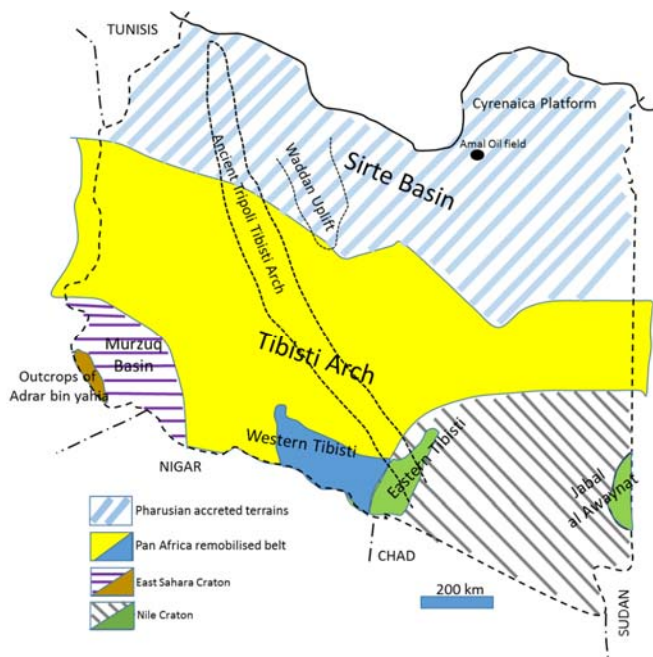 TUNISIS
Cyrenaica Platform
Amal Oil field
Sirte Basin
Waddan Uplift
Ancient Tripoli Tibisti Arch
Tibisti Arch
Murzuq
Basin
Outcrops of
Adrar bin yahia
Western Tibisti
Eastern Tibisti
Jabal
al Awaynat
NIGAR
CHAD
SUDAN
200 km
Pharusian accreted terrains
Pan Africa remobilised belt
East Sahara Craton
Nile Craton